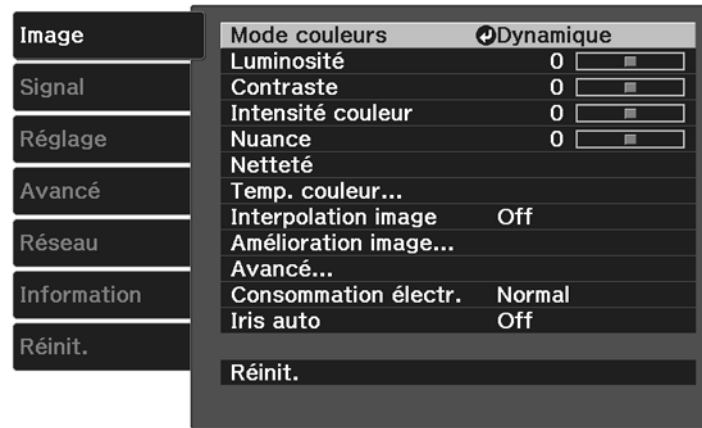 Image
Signal
Réglage
Avancé
Réseau
Information
Réinit.
Mode couleurs Dynamique
Luminosité 0
Contraste 0
Intensité couleur 0
Nuance 0
Netteté
Temp. couleur...
Interpolation image Off
Amélioration image...
Avancé...
Consommation électr. Normal
Iris auto Off
Réinit.